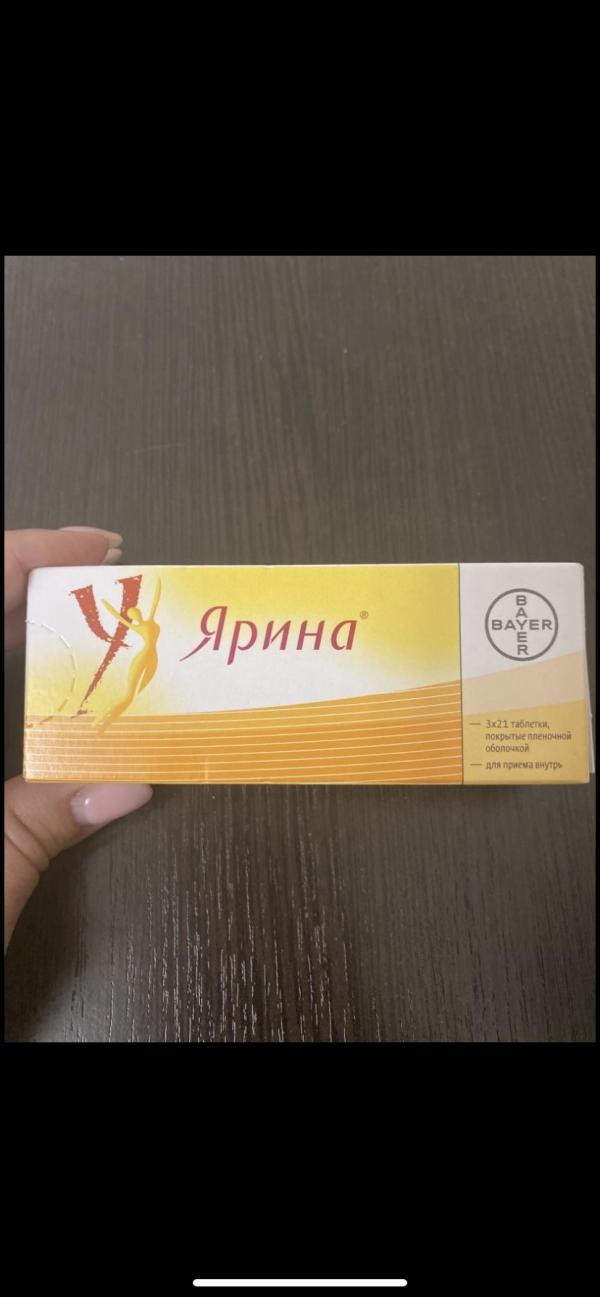 Ярина®
BAYER
BAYER
3x21 таблетки,
покрытые пленочной
оболочкой
для приема внутрь